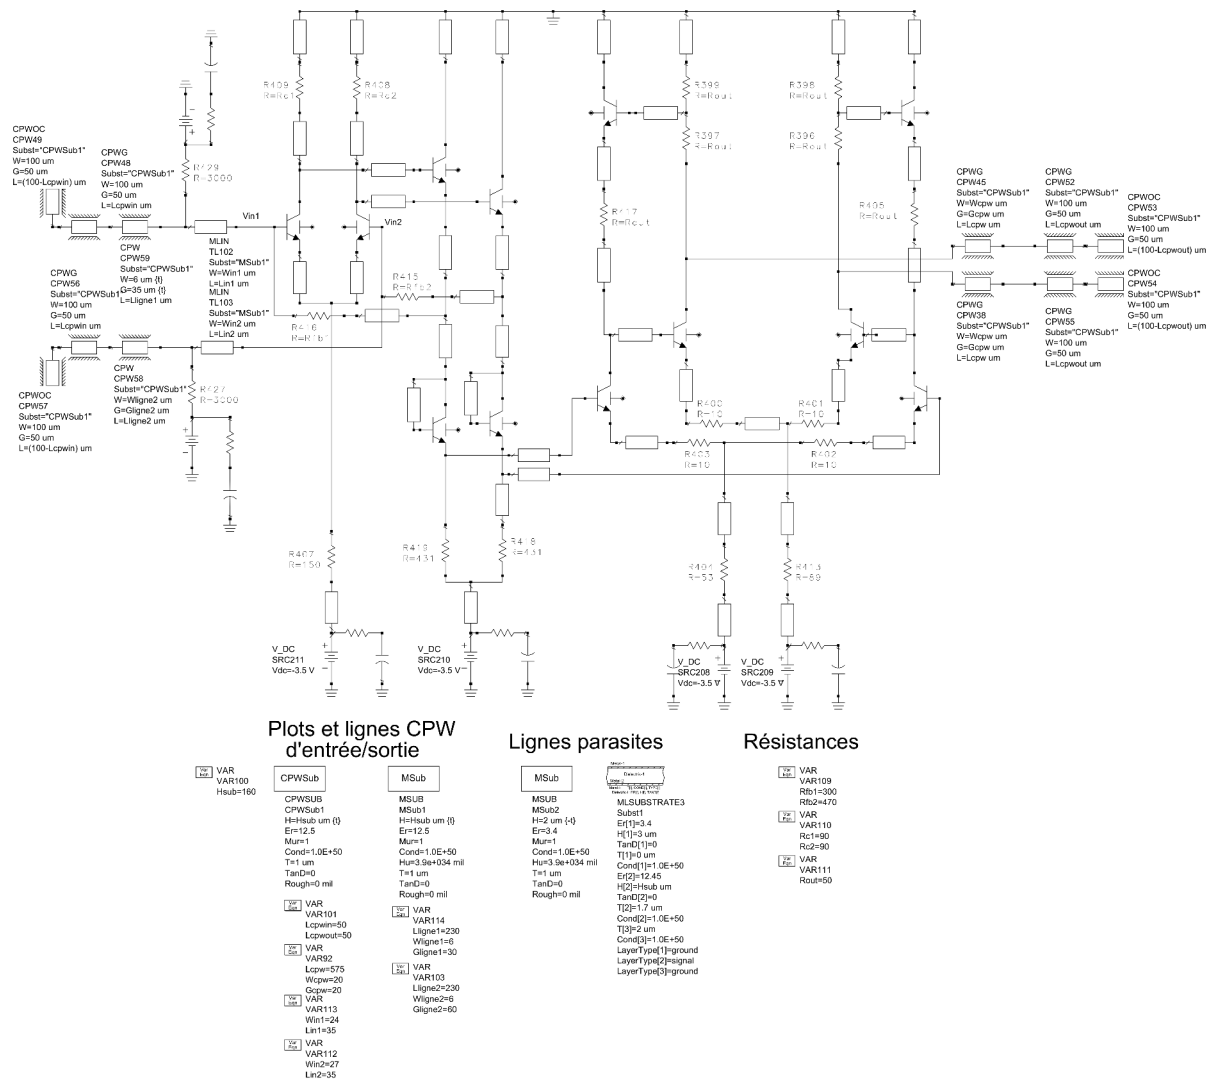 R409
R=Rc1
R408
R=Rc2
R399
R=Rout
R398
R=Rout
R397
R=Rout
R396
R=Rout
CPWOC
CPW49
Subst="CPWSub1"
W=100 um
G=50 um
L=(100-Lcpwin) um
CPWG
CPW48
Subst="CPWSub1"
W=100 um
G=50 um
L=Lcpwin um
R429
R=3000
Vin1
Vin2
CPW
CPW59
Subst="CPWSub1"
W=6 um {t}
G=35 um {t}
L=Lligne1 um
MLIN
TL102
Subst="MSub1"
W=Win1 um
L=Lin1 um
MLIN
TL103
Subst="MSub1"
W=Win2 um
L=Lin2 um
CPWG
CPW56
Subst="CPWSub1"
W=100 um
G=50 um
L=Lcpwin um
R415
R=Rfb2
R416
R=Rfb1
R417
R=Rout
R405
R=Rout
CPWG
CPW45
Subst="CPWSub1"
W=Wcpw um
G=Gcpw um
L=Lcpw um
CPWG
CPW52
Subst="CPWSub1"
W=100 um
G=50 um
L=Lcpwout um
CPWOC
CPW53
Subst="CPWSub1"
W=100 um
G=50 um
L=(100-Lcpwout) um
CPWG
CPW38
Subst="CPWSub1"
W=Wcpw um
G=Gcpw um
L=Lcpw um
CPWG
CPW55
Subst="CPWSub1"
W=100 um
G=50 um
L=Lcpwout um
CPWOC
CPW54
Subst="CPWSub1"
W=100 um
G=50 um
L=(100-Lcpwout) um
CPWOC
CPW57
Subst="CPWSub1"
W=100 um
G=50 um
L=(100-Lcpwin) um
CPW
CPW58
Subst="CPWSub1"
W=Wligne2 um
G=Gligne2 um
L=Lligne2 um
R427
R=3000
R400
R=10
R401
R=10
R403
R=10
R402
R=10
R407
R=150
R419
R=431
R418
R=431
R404
R=53
R413
R=89
V_DC
SRC211
Vdc=-3.5 V
V_DC
SRC210
Vdc=-3.5 V
V_DC
SRC208
Vdc=-3.5 V
V_DC
SRC209
Vdc=-3.5 V
Plots et lignes CPW
d'entrée/sortie
Lignes parasites
Résistances
VAR
VAR100
Hsub=160
CPWSub
CPWSUB
CPWSub1
H=Hsub um {t}
Er=12.5
Mur=1
Cond=1.0E+50
T=1 um
TanD=0
Rough=0 mil
VAR
VAR101
Lcpwin=50
Lcpwout=50
VAR
VAR92
Lcpw=575
Wcpw=20
Gcpw=20
VAR
VAR113
Win1=24
Lin1=35
VAR
VAR112
Win2=27
Lin2=35
MSub
MSUB
MSub1
H=Hsub um {t}
Er=12.5
Mur=1
Cond=1.0E+50
Hu=3.9e+034 mil
T=1 um
TanD=0
Rough=0 mil
VAR
VAR114
Lligne1=230
Wligne1=6
Gligne1=30
VAR
VAR103
Lligne2=230
Wligne2=6
Gligne2=60
MSub
MSUB
MSub2
H=2 um {-t}
Er=3.4
Mur=1
Cond=1.0E+50
Hu=3.9e+034 mil
T=1 um
TanD=0
Rough=0 mil
MLSUBSTRATE3
Subst1
Er[1]=3.4
H[1]=3 um
TanD[1]=0
T[1]=0 um
Cond[1]=1.0E+50
Er[2]=12.45
H[2]=Hsub um
TanD[2]=0
T[2]=1.7 um
Cond[2]=1.0E+50
T[3]=2 um
Cond[3]=1.0E+50
LayerType[1]=ground
LayerType[2]=signal
LayerType[3]=ground
VAR
VAR109
Rfb1=300
Rfb2=470
VAR
VAR110
Rc1=90
Rc2=90
VAR
VAR111
Rout=50